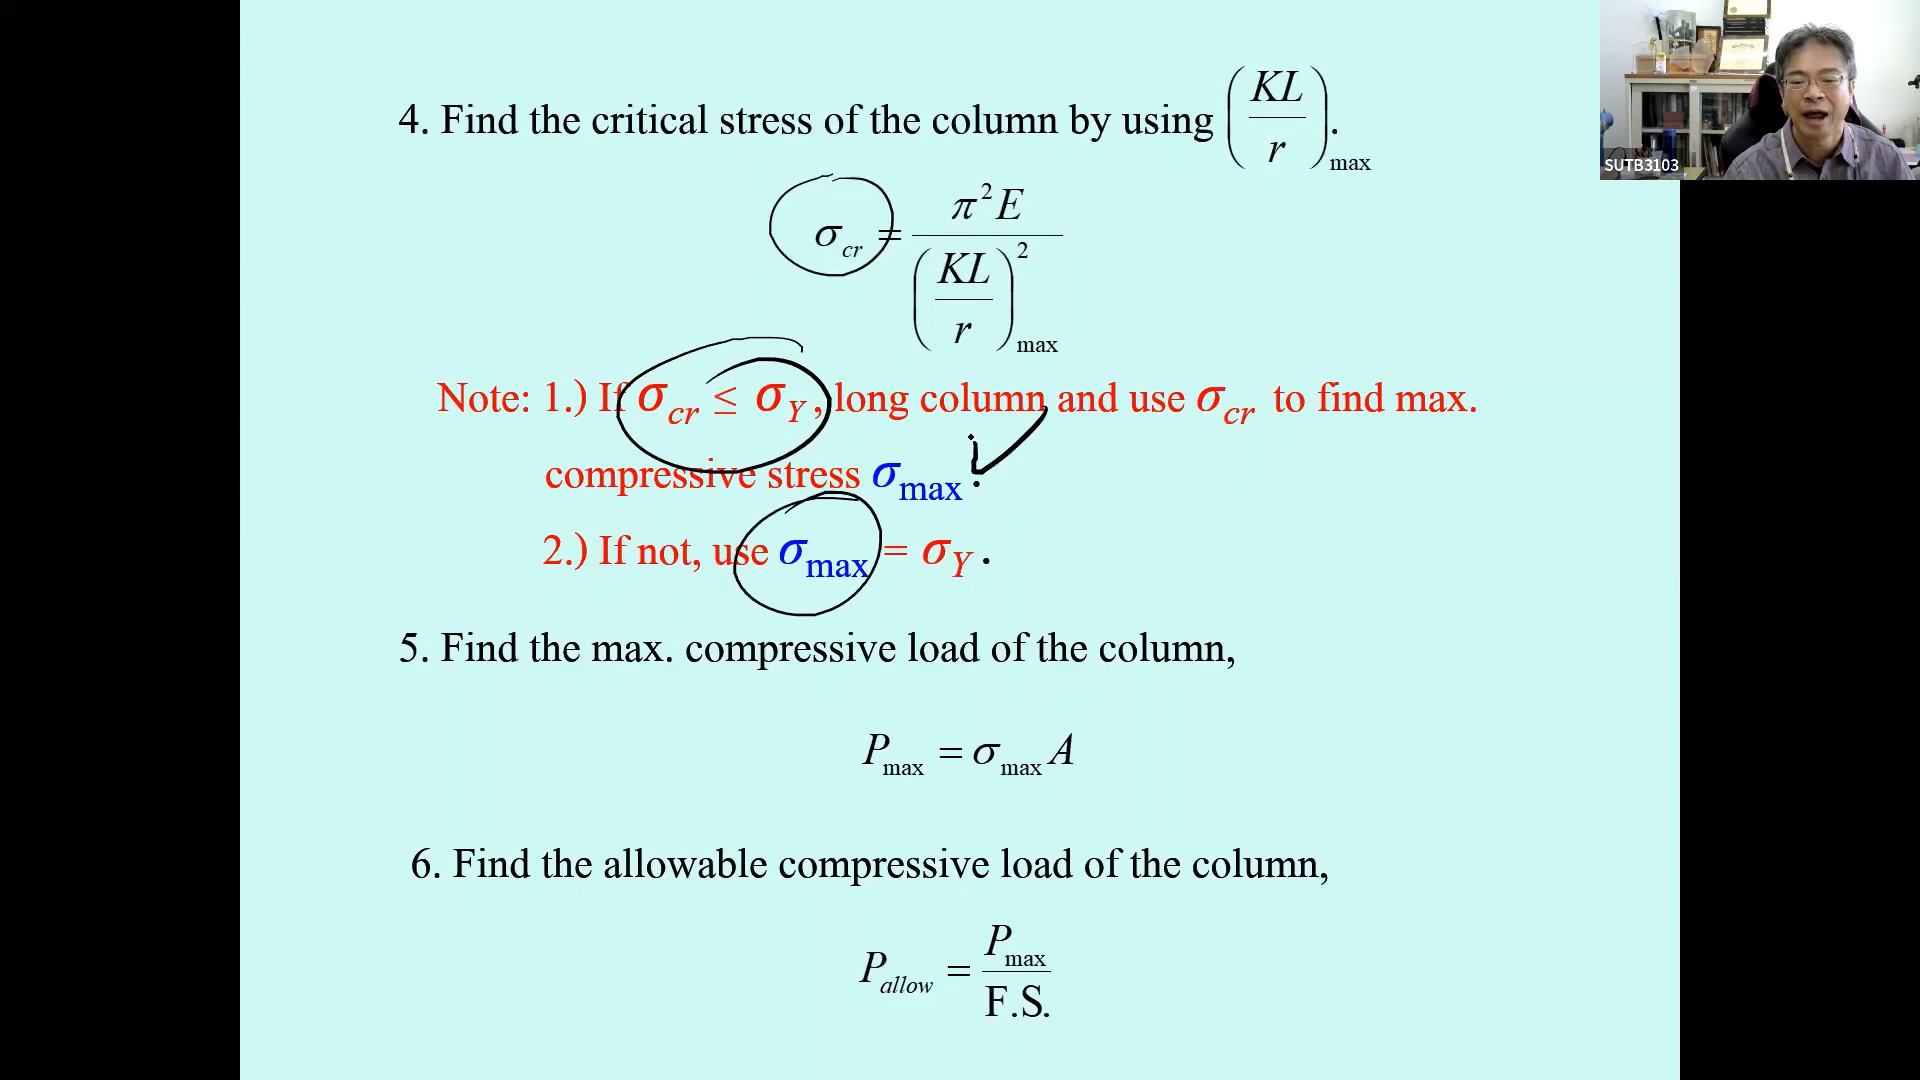 SUTB3103
4. Find the critical stress of the column by using (KL/r)max.
σcr = π²E / (KL/r)²max
Note: 1.) If σcr ≤ σY, long column and use σcr to find max.
compressive stress σmax.
2.) If not, use σmax = σY.
5. Find the max. compressive load of the column,
Pmax = σmax A
6. Find the allowable compressive load of the column,
Pallow = Pmax / F.S.